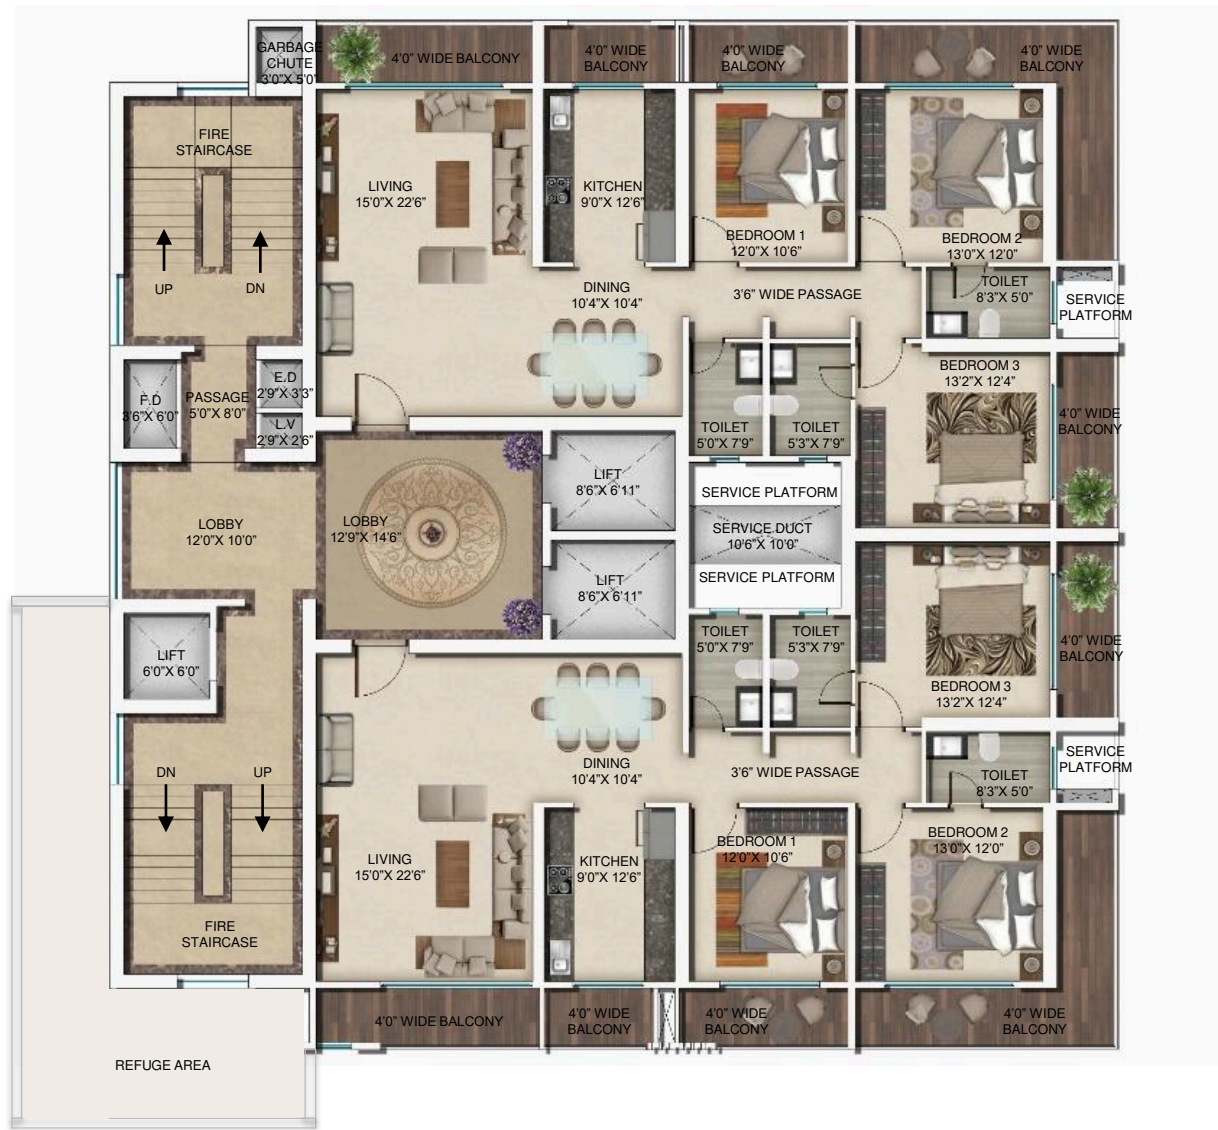 GARBAGE
CHUTE
3'0"X 5'0"
4'0" WIDE BALCONY
4'0" WIDE
BALCONY
4'0" WIDE
BALCONY
4'0" WIDE
BALCONY
FIRE
STAIRCASE
UP
DN
LIVING
15'0"X 22'6"
KITCHEN
9'0"X 12'6"
BEDROOM 1
12'0"X 10'6"
BEDROOM 2
13'0"X 12'0"
DINING
10'4"X 10'4"
3'6" WIDE PASSAGE
TOILET
8'3"X 5'0"
SERVICE
PLATFORM
F.D
3'6"X 6'0"
PASSAGE
5'0"X 8'0"
E.D
2'9"X 3'3"
L.V
2'9"X 2'6"
BEDROOM 3
13'2"X 12'4"
4'0" WIDE
BALCONY
TOILET
5'0"X 7'9"
TOILET
5'3"X 7'9"
LOBBY
12'0"X 10'0"
LOBBY
12'9"X 14'6"
LIFT
8'6"X 6'11"
SERVICE PLATFORM
SERVICE DUCT
10'6"X 10'0"
SERVICE PLATFORM
LIFT
8'6"X 6'11"
LIFT
6'0"X 6'0"
TOILET
5'0"X 7'9"
TOILET
5'3"X 7'9"
4'0" WIDE
BALCONY
BEDROOM 3
13'2"X 12'4"
DN
UP
DINING
10'4"X 10'4"
3'6" WIDE PASSAGE
TOILET
8'3"X 5'0"
SERVICE
PLATFORM
LIVING
15'0"X 22'6"
KITCHEN
9'0"X 12'6"
BEDROOM 1
12'0"X 10'6"
BEDROOM 2
13'0"X 12'0"
FIRE
STAIRCASE
4'0" WIDE BALCONY
4'0" WIDE
BALCONY
4'0" WIDE
BALCONY
4'0" WIDE
BALCONY
REFUGE AREA